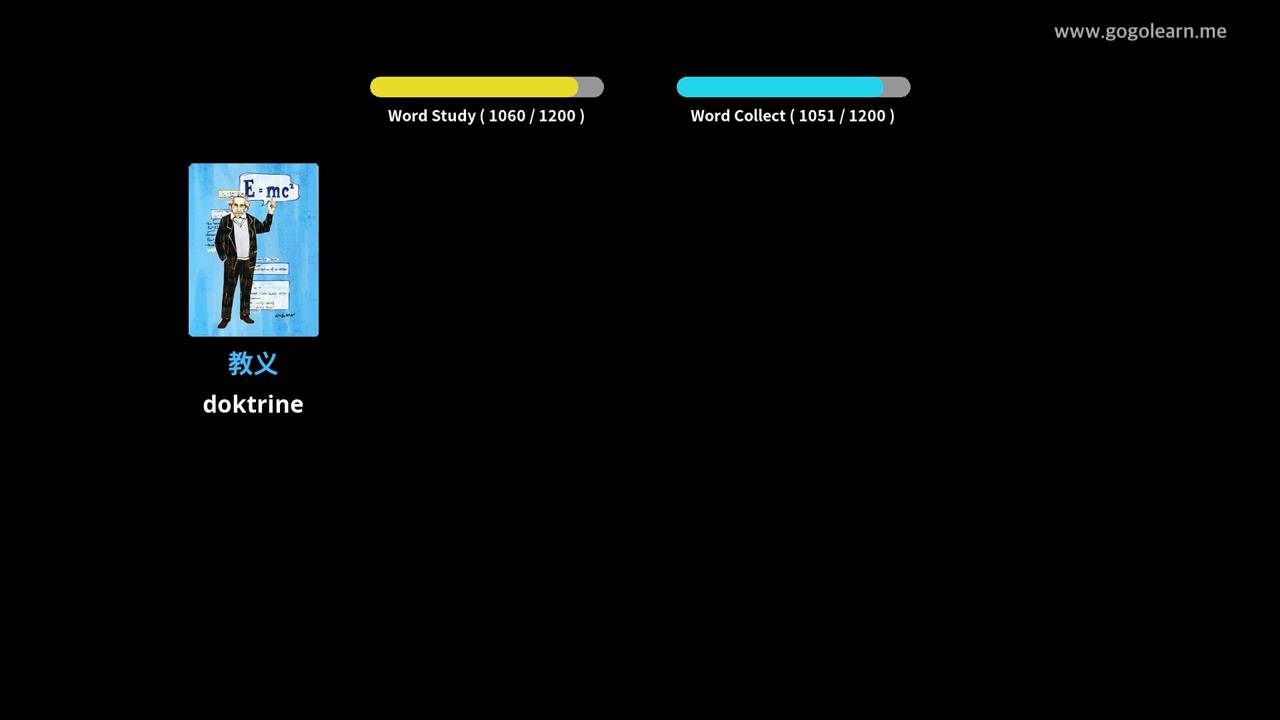 www.gogolearn.me
Word Study ( 1060 / 1200 )
Word Collect ( 1051 / 1200 )
E=mc²
教义
doktrine